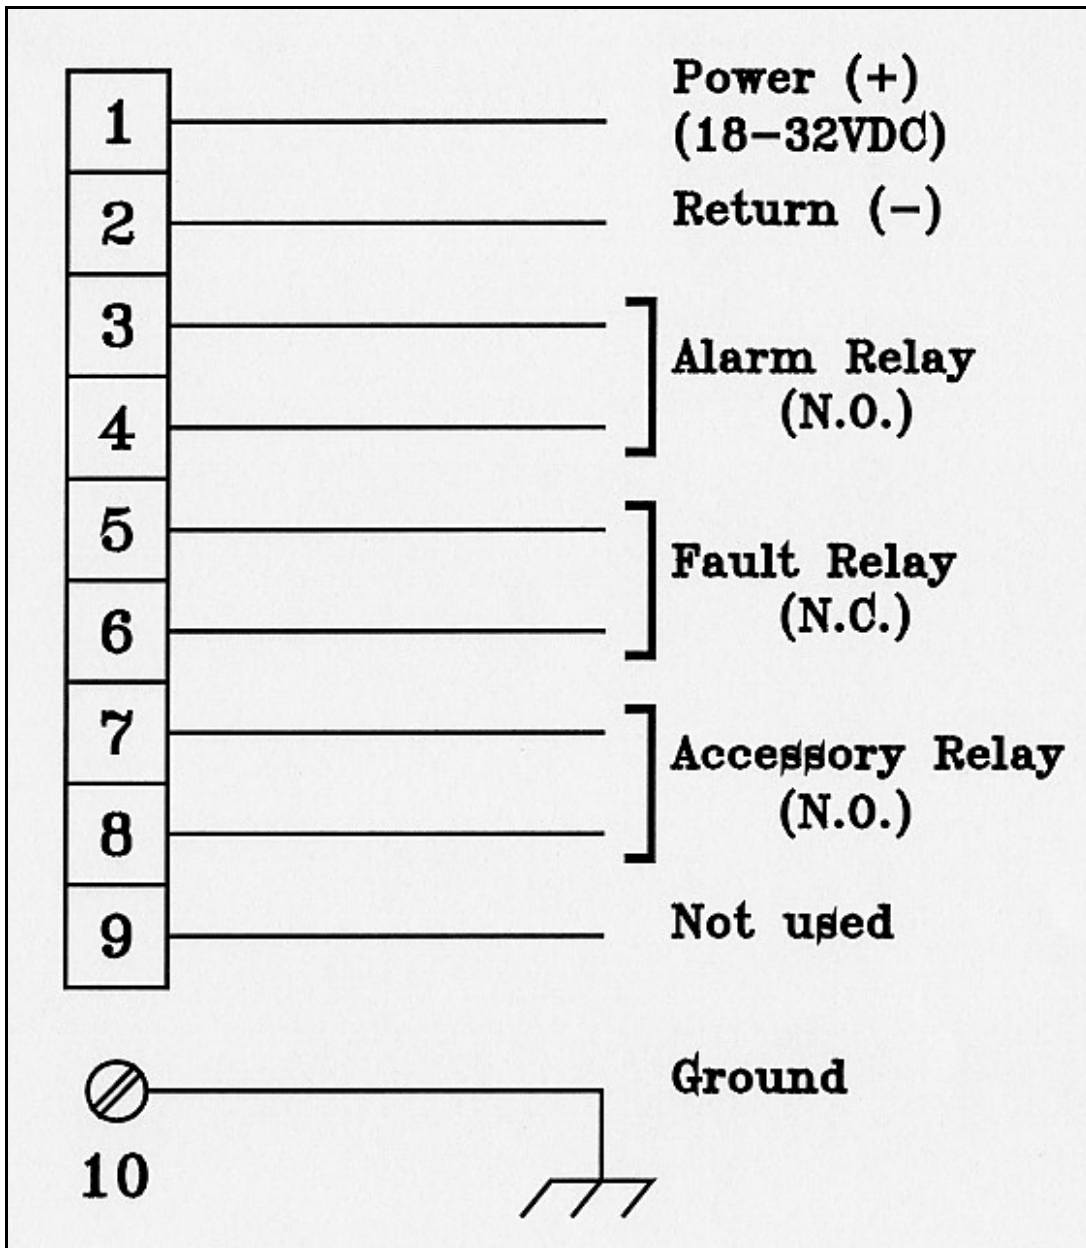 1
Power (+)
(18-32VDC)
2
Return (-)
3
4
Alarm Relay
(N.O.)
5
6
Fault Relay
(N.C.)
7
8
Accessory Relay
(N.O.)
9
Not used
Ground
10